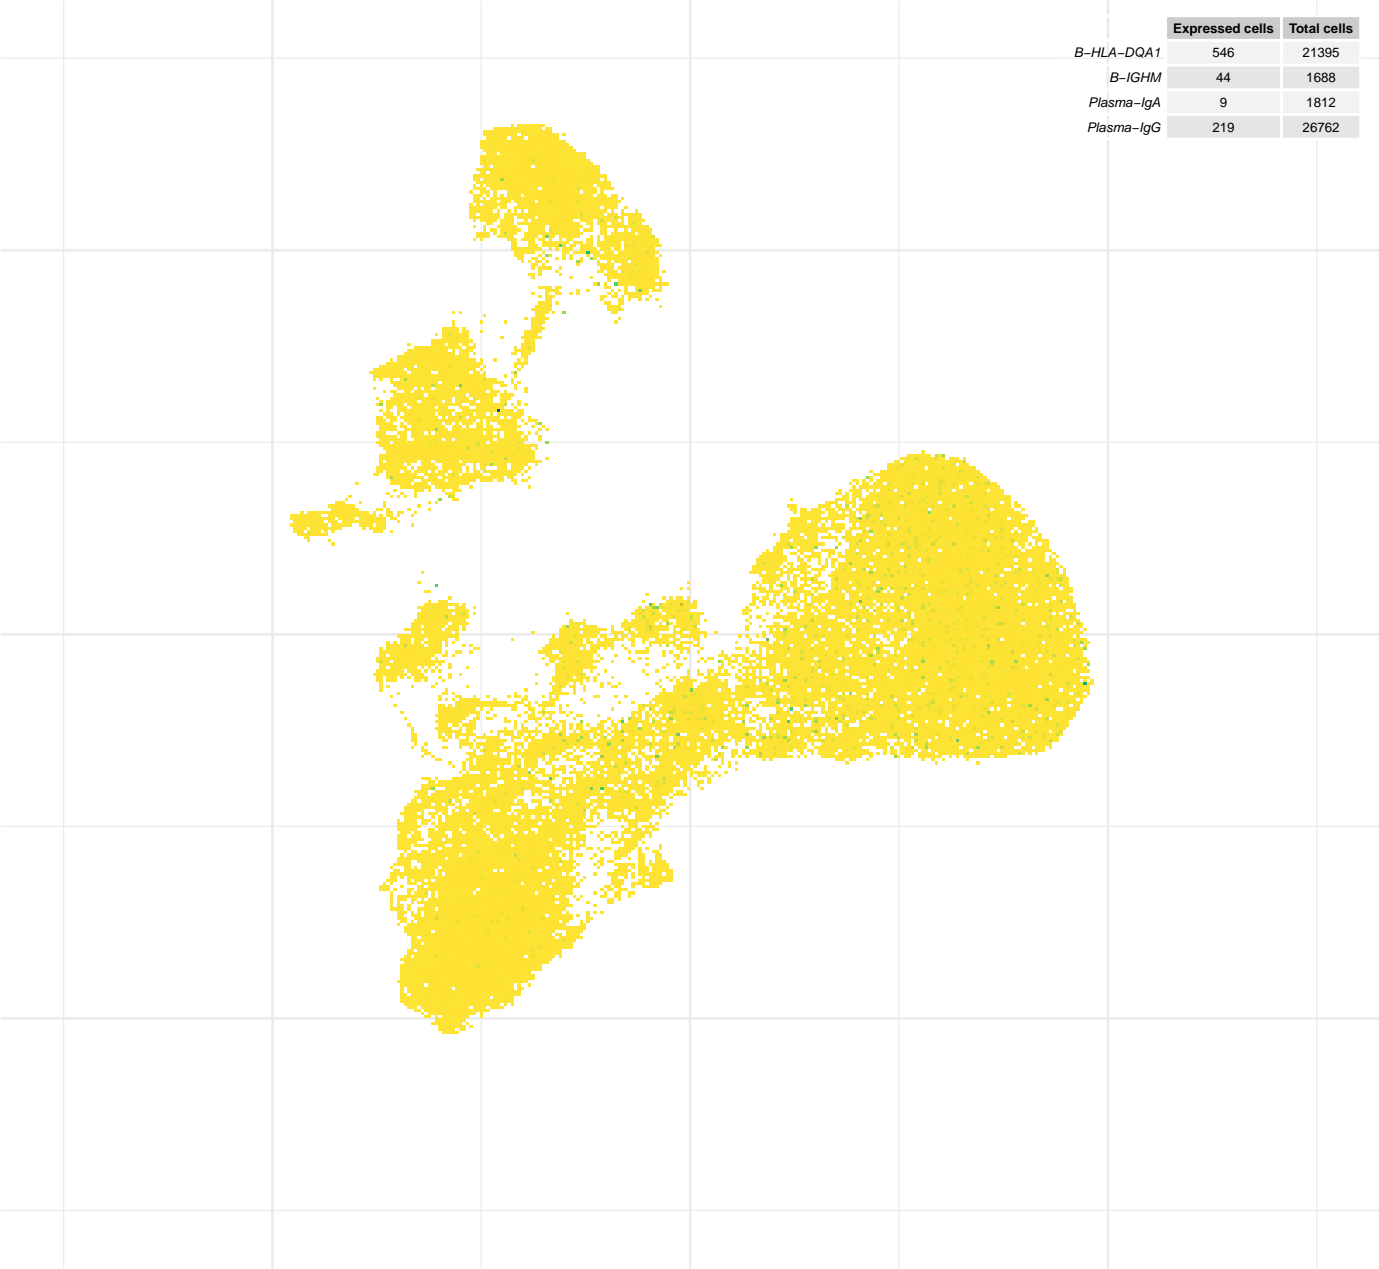 Expressed cells Total cells
B−HLA−DQA1 546 21395
B−IGHM 44 1688
Plasma−IgA 9 1812
Plasma−IgG 219 26762